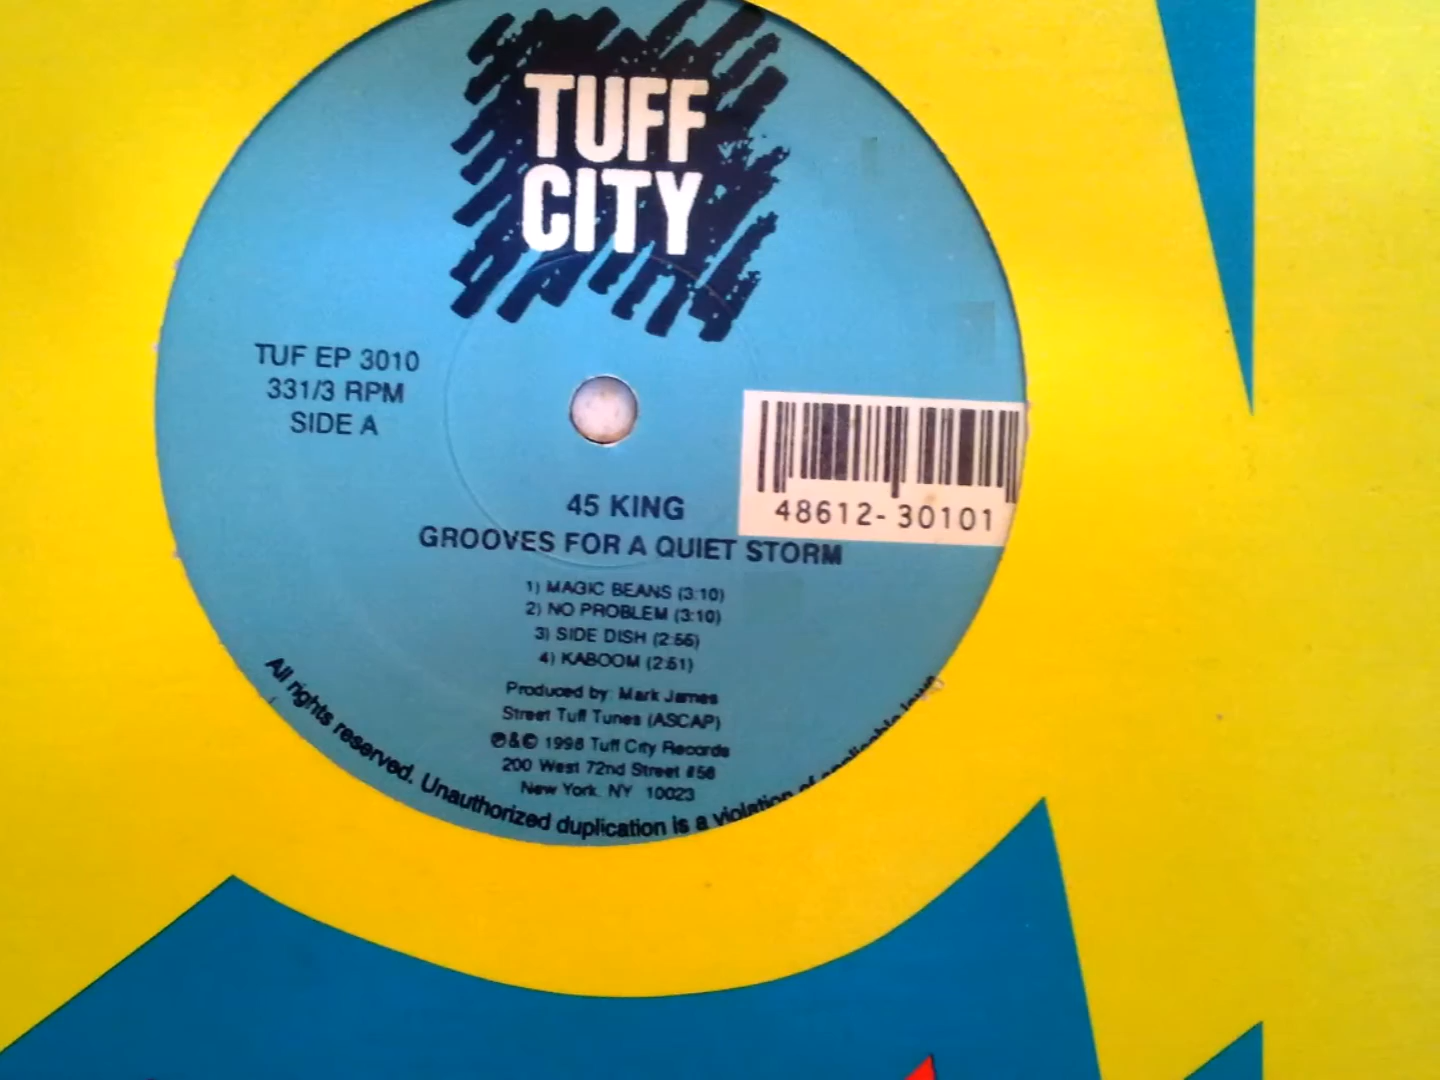 TUFF
CITY
TUF EP 3010
331/3 RPM
SIDE A
48612-30101
45 KING
GROOVES FOR A QUIET STORM
1) MAGIC BEANS (3:10)
2) NO PROBLEM (3:10)
3) SIDE DISH (2:56)
4) KABOOM (2:51)
Produced by: Mark James
Street Tuff Tunes (ASCAP)
℗&© 1996 Tuff City Records
200 West 72nd Street #56
New York, NY 10023
All rights reserved. Unauthorized duplication is a violation of applicable laws